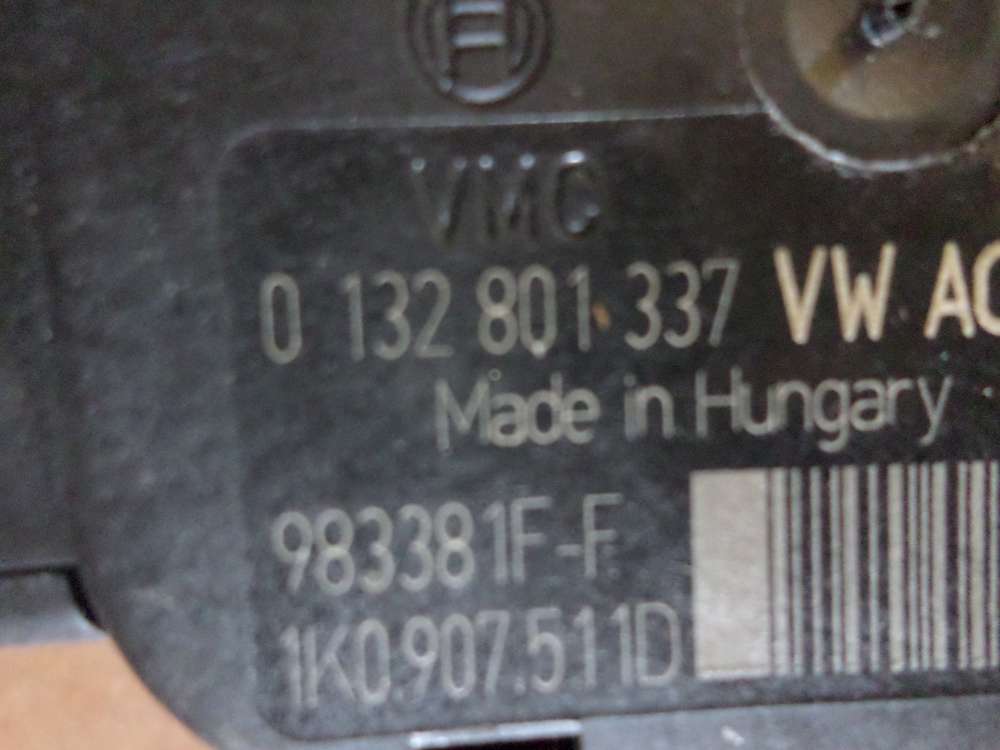 VMC
0 132 801 337 VW AG
Made in Hungary
983381F-F
1K0.907.511D